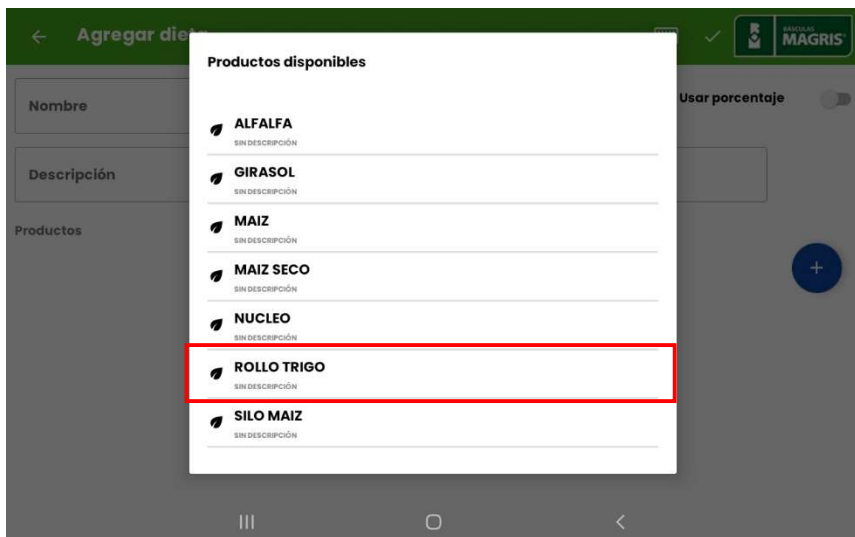 Agregar die
BÁSCULAS
MAGRIS
Productos disponibles
Nombre
Usar porcentaje
ALFALFA
SIN DESCRIPCIÓN
Descripción
GIRASOL
SIN DESCRIPCIÓN
Productos
MAIZ
SIN DESCRIPCIÓN
MAIZ SECO
SIN DESCRIPCIÓN
NUCLEO
SIN DESCRIPCIÓN
ROLLO TRIGO
SIN DESCRIPCIÓN
SILO MAIZ
SIN DESCRIPCIÓN